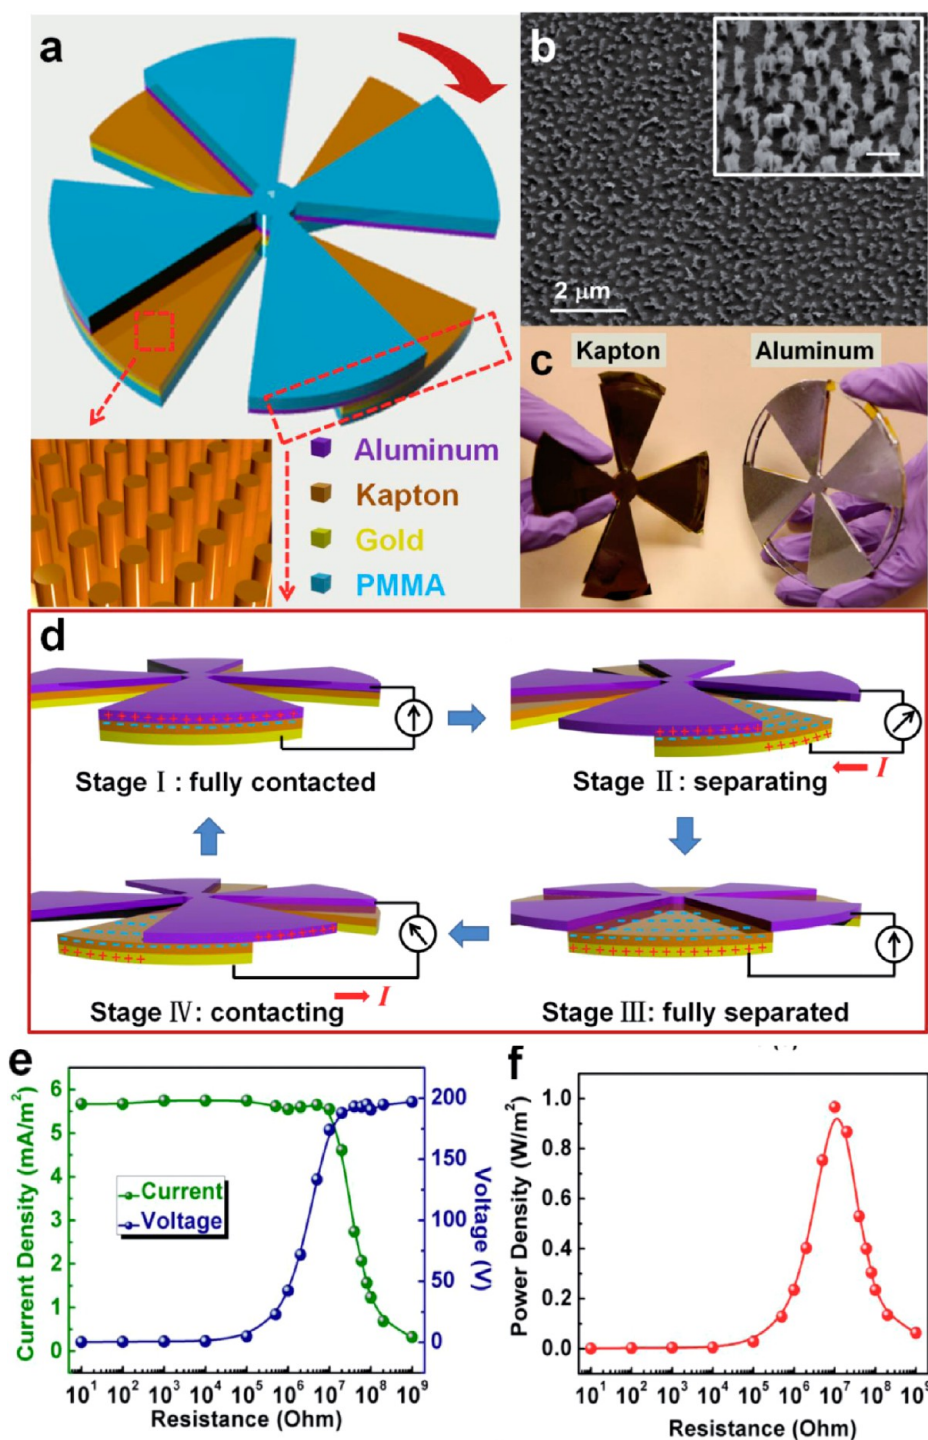 a
b
2 μm
c
Kapton
Aluminum
Aluminum
Kapton
Gold
PMMA
d
Stage Ⅰ : fully contacted
I
Stage Ⅱ : separating
I
Stage Ⅳ: contacting
Stage Ⅲ: fully separated
e
Current Density (mA/m²)
6
5
4
3
2
1
0
Current
Voltage
200
150
100
50
0
Voltage (V)
10¹ 10² 10³ 10⁴ 10⁵ 10⁶ 10⁷ 10⁸ 10⁹
Resistance (Ohm)
f
Power Density (W/m²)
1.0
0.8
0.6
0.4
0.2
0.0
10¹ 10² 10³ 10⁴ 10⁵ 10⁶ 10⁷ 10⁸ 10⁹
Resistance (Ohm)